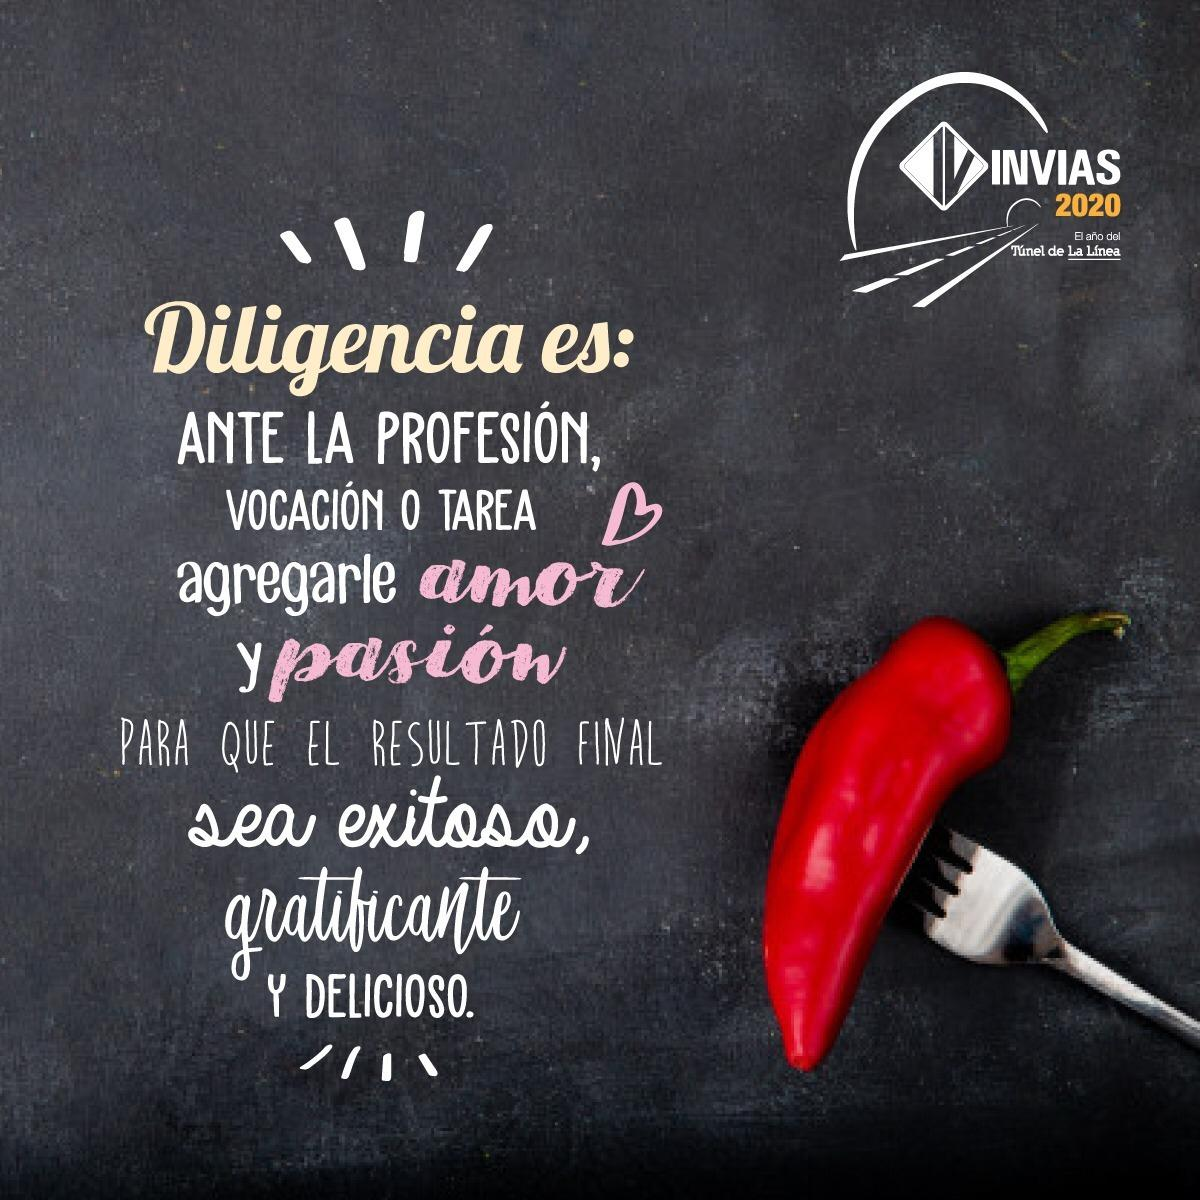 INVIAS
2020
El año del
Túnel de La Línea
Diligencia es:
ANTE LA PROFESIÓN,
VOCACIÓN O TAREA
agregarle amor
y pasión
PARA QUE EL RESULTADO FINAL
sea exitoso,
gratificante
Y DELICIOSO.